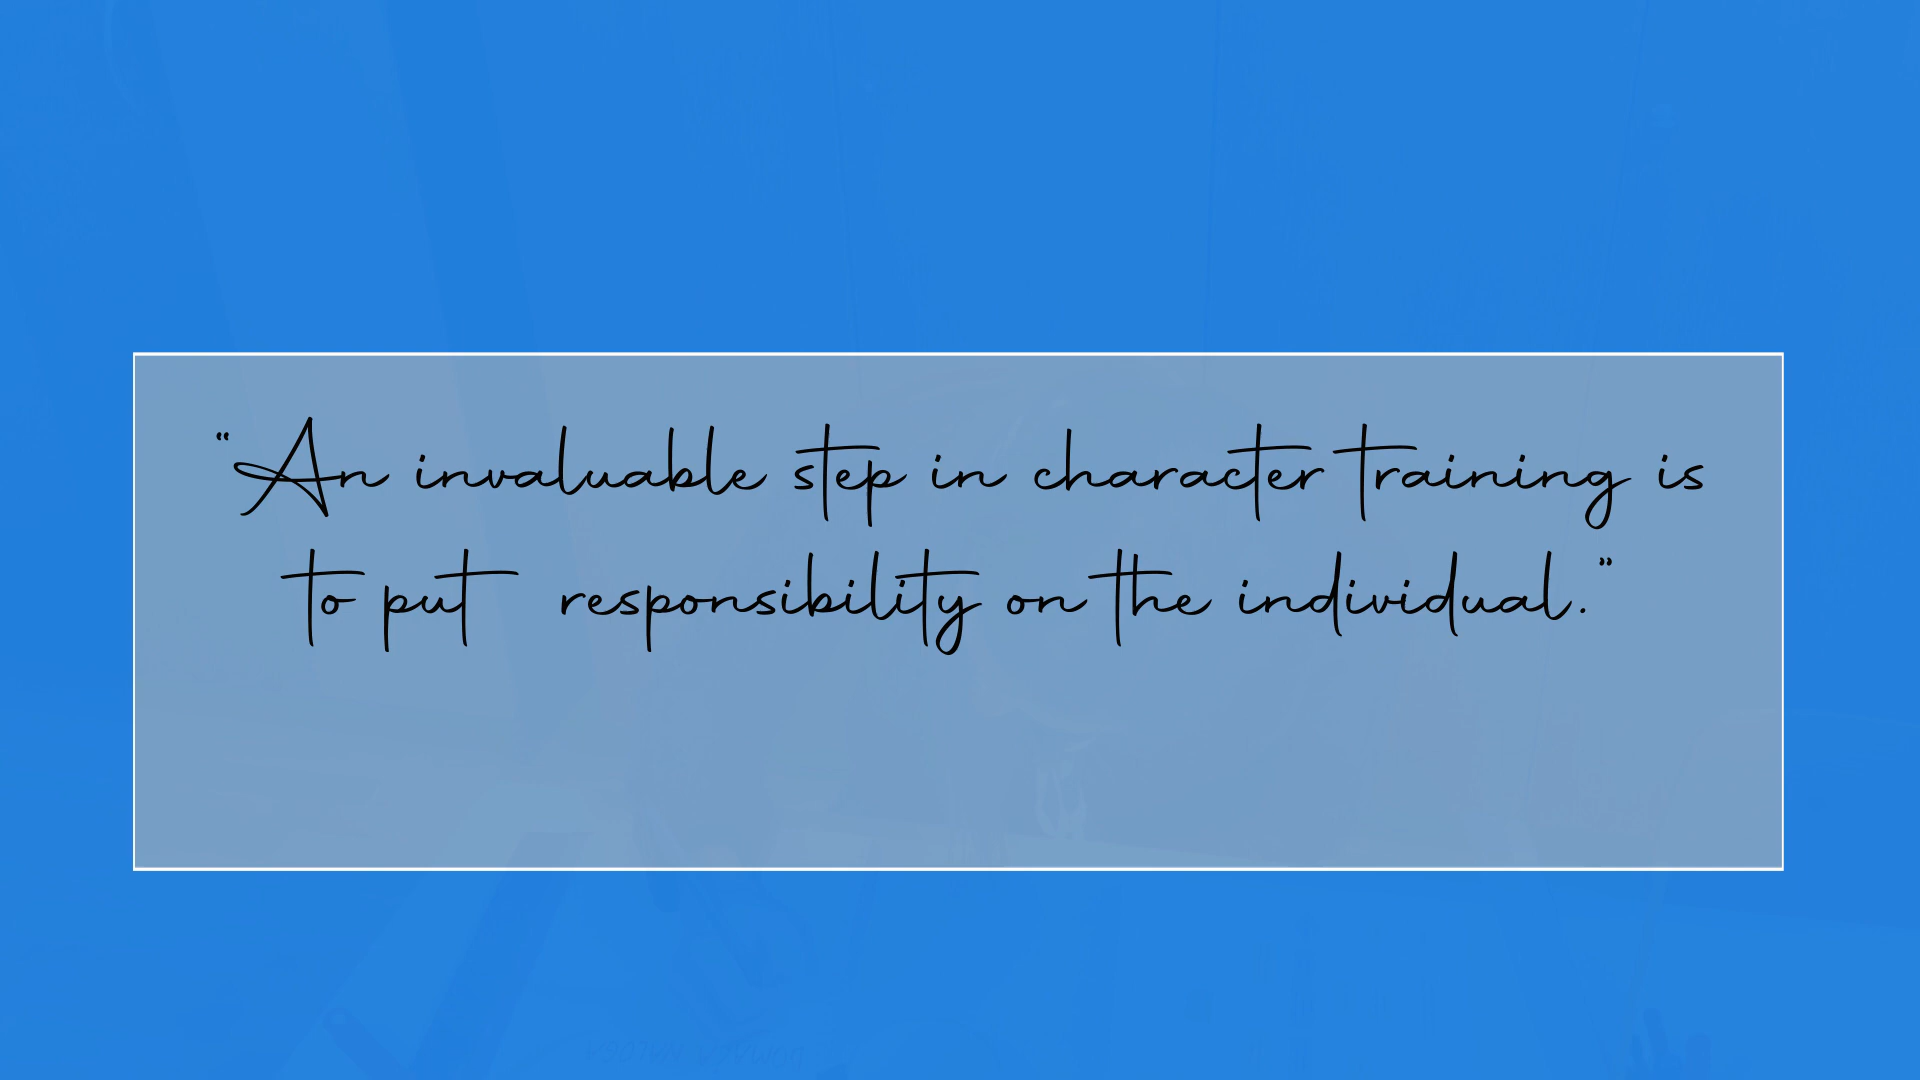 “An invaluable step in character training is
to put responsibility on the individual.”